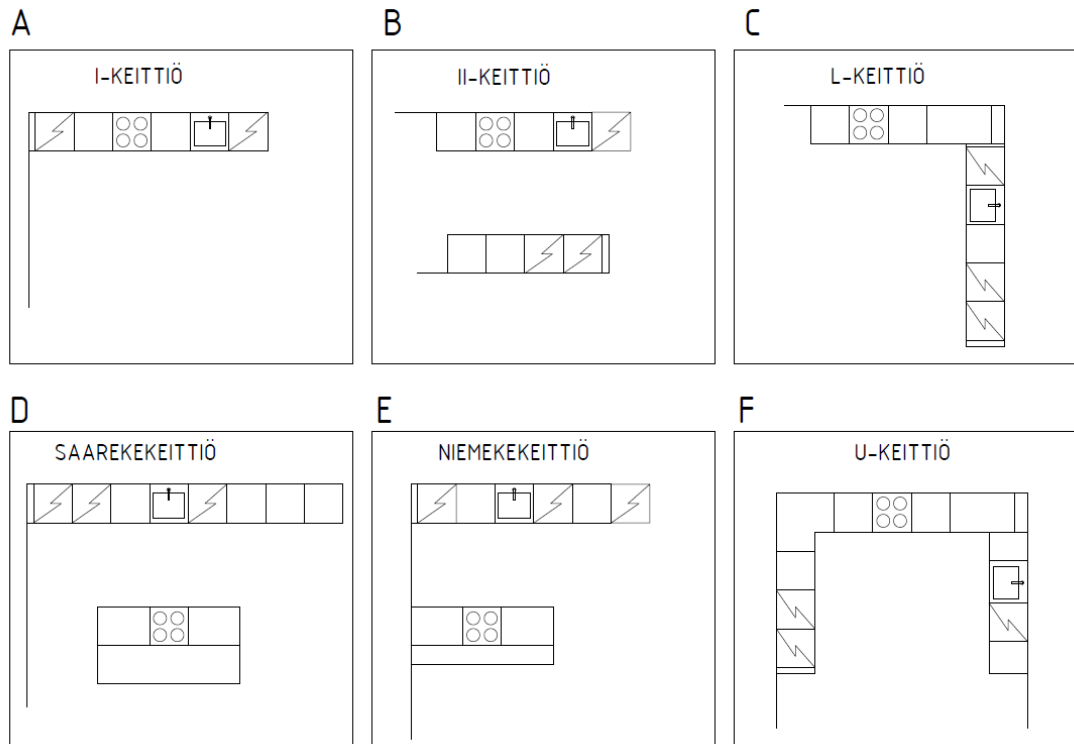 A
I-KEITTIÖ
B
II-KEITTIÖ
C
L-KEITTIÖ
D
SAAREKEKEITTIÖ
E
NIEMEKEKEITTIÖ
F
U-KEITTIÖ